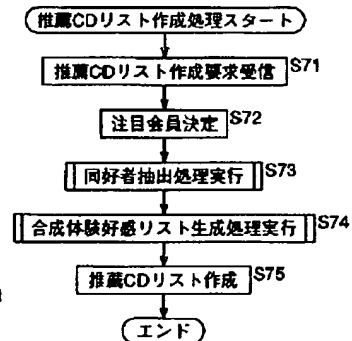 推薦CDリスト作成処理スタート
推薦CDリスト作成要求受信 S71
注目会員決定 S72
同好者抽出処理実行 S73
合成体験好感リスト生成処理実行 S74
推薦CDリスト作成 S75
エンド